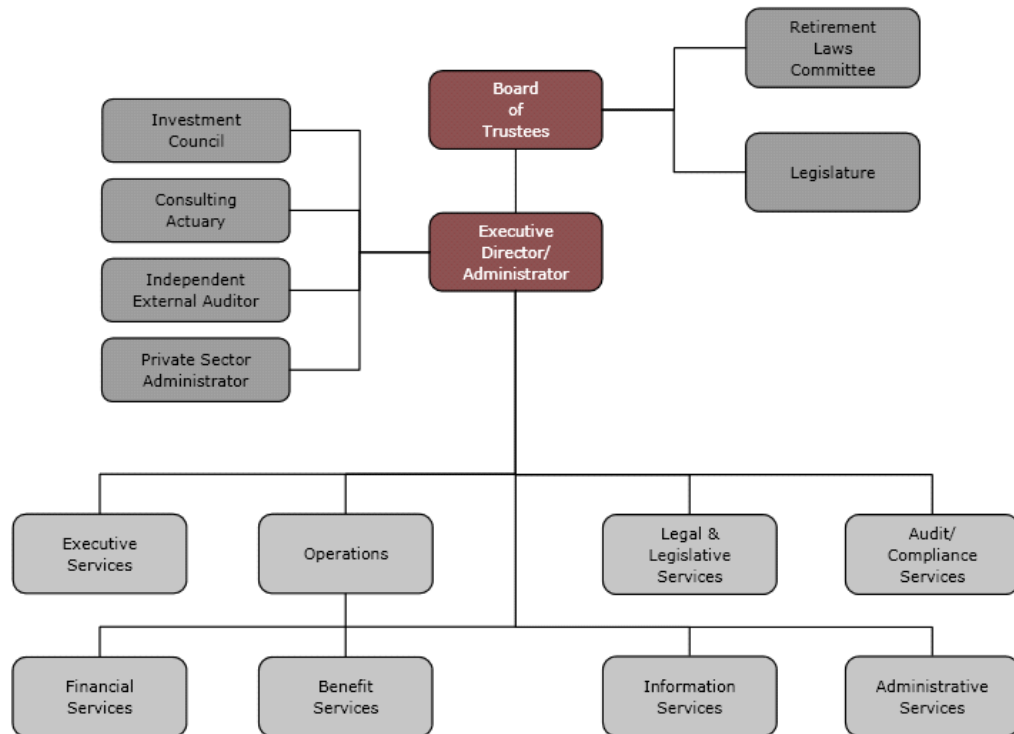 Retirement
Laws
Committee
Board
of
Trustees
Investment
Council
Legislature
Consulting
Actuary
Executive
Director/
Administrator
Independent
External Auditor
Private Sector
Administrator
Executive
Services
Operations
Legal &
Legislative
Services
Audit/
Compliance
Services
Financial
Services
Benefit
Services
Information
Services
Administrative
Services